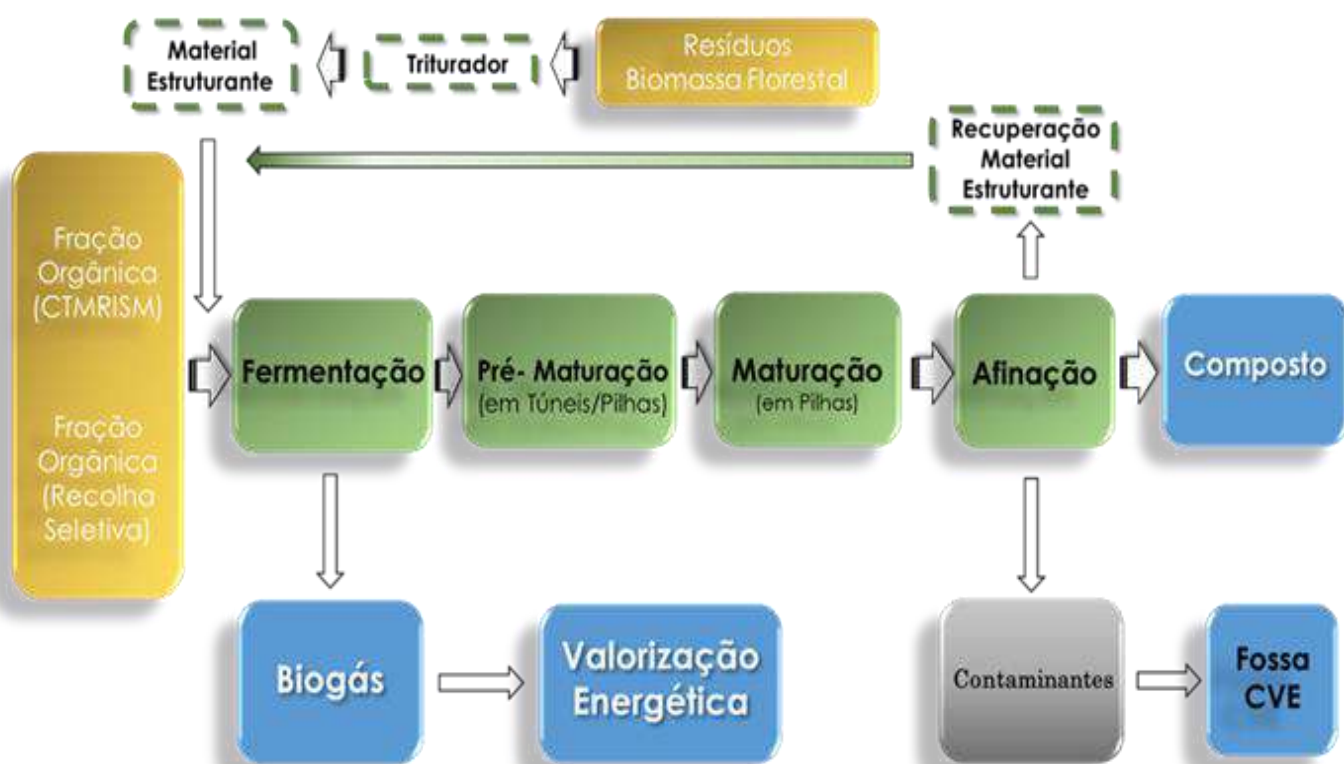 Material
Estruturante
Triturador
Resíduos
Biomassa Florestal
Recuperação
Material
Estruturante
Fração
Orgânica
(CTMRISM)
Fração
Orgânica
(Recolha
Seletiva)
Fermentação
Pré- Maturação
(em Túneis/Pilhas)
Maturação
(em Pilhas)
Afinação
Composto
Biogás
Valorização
Energética
Contaminantes
Fossa
CVE